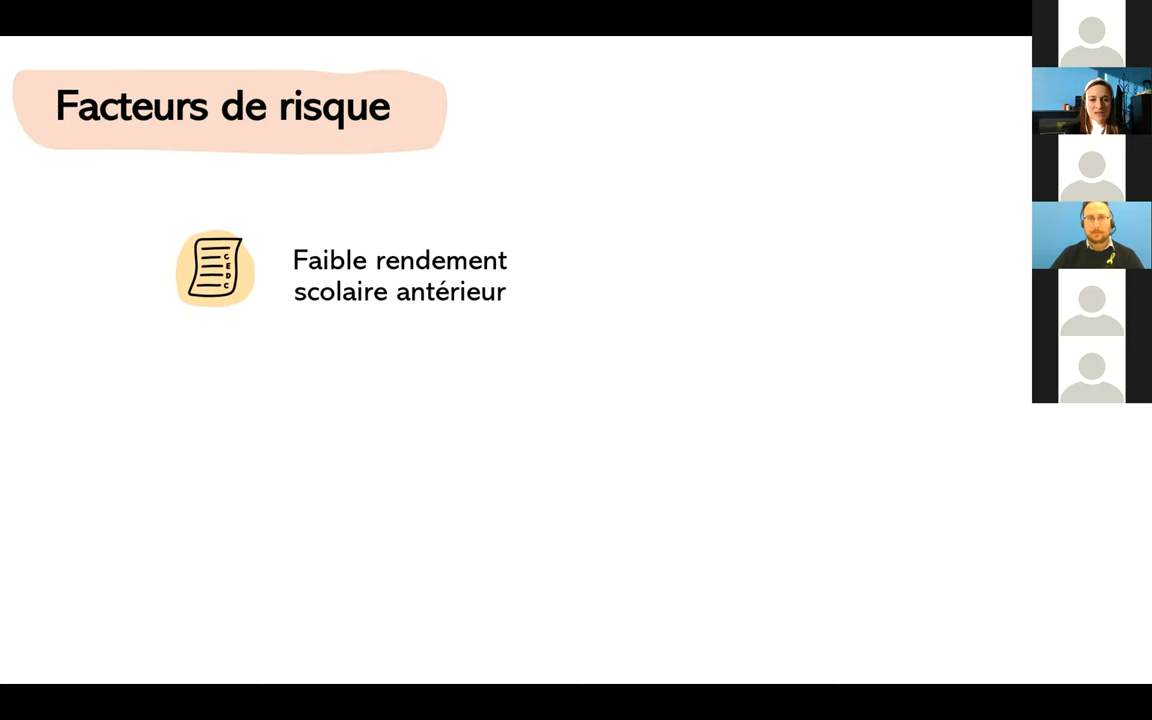 Facteurs de risque
Faible rendement
scolaire antérieur
C
E
D
C